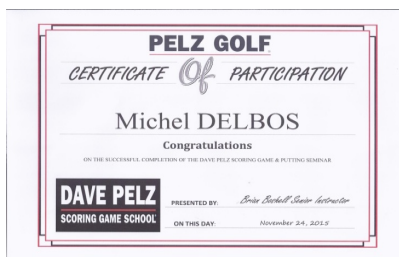 PELZ GOLF
CERTIFICATE Of PARTICIPATION
Michel DELBOS
Congratulations
ON THE SUCCESSFUL COMPLETION OF THE DAVE PELZ SCORING GAME & PUTTING SEMINAR
DAVE PELZ
SCORING GAME SCHOOL
PRESENTED BY: Brian Bechell Senior Instructor
ON THIS DAY: November 24, 2015